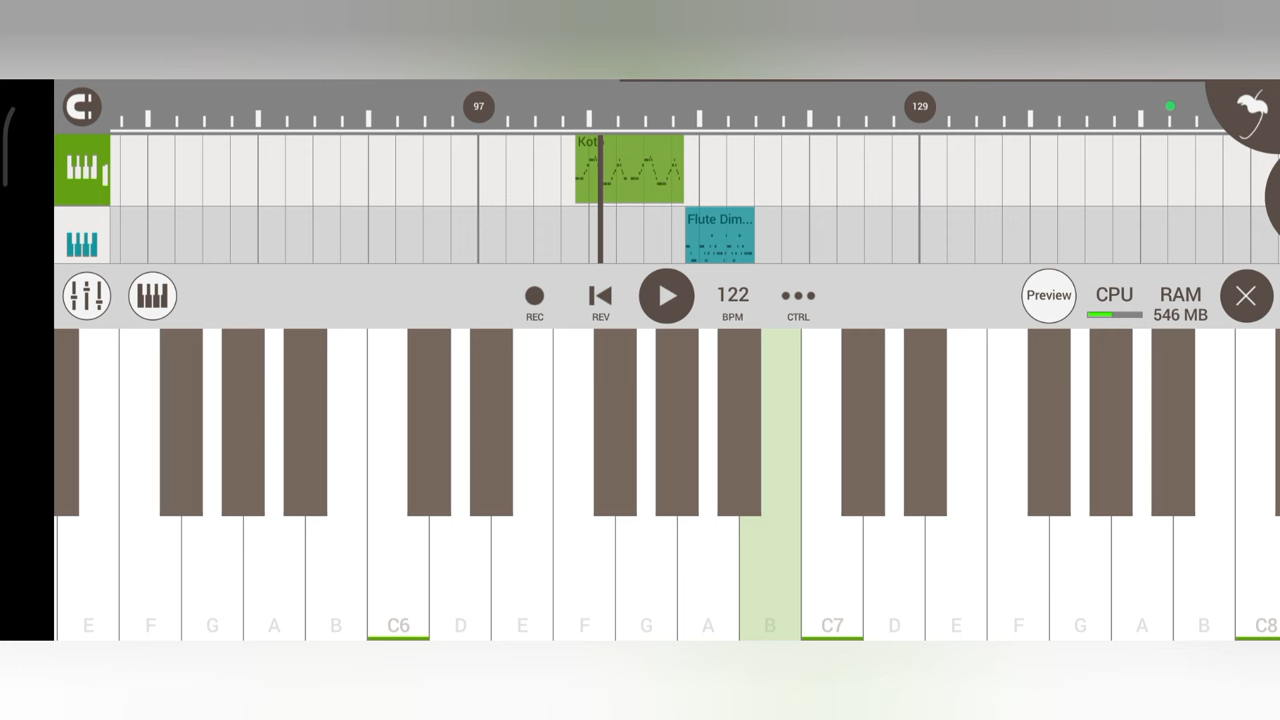 97
129
Koto
Flute Dim...
122
Preview
CPU
RAM
REC
REV
BPM
CTRL
546 MB
E F G A B C6 D E F G A B C7 D E F G A B C8